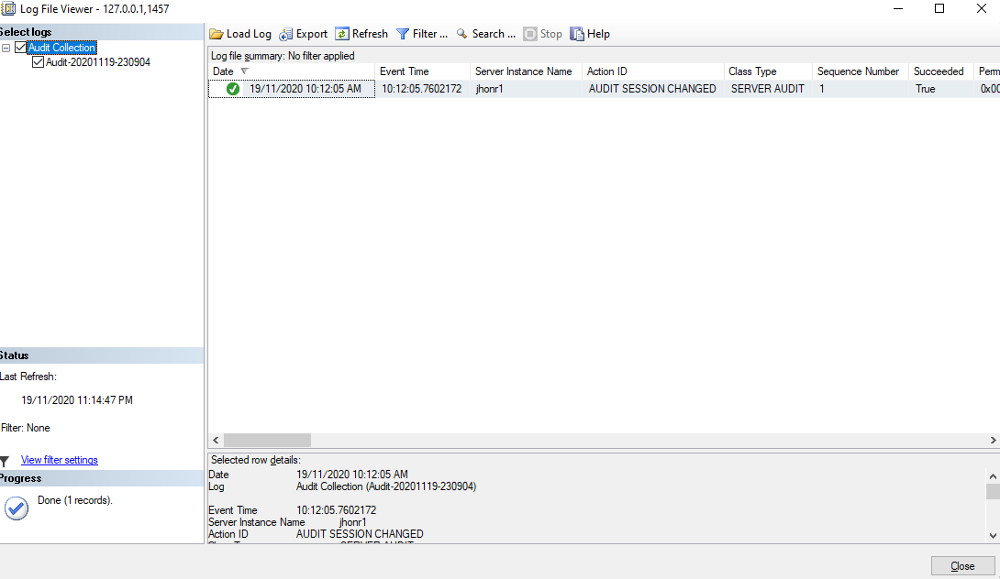 Log File Viewer - 127.0.0.1,1457
Select logs
Audit Collection
Audit-20201119-230904
Status
Last Refresh:
19/11/2020 11:14:47 PM
Filter: None
View filter settings
Progress
Done (1 records).
Load Log Export Refresh Filter ... Search ... Stop Help
Log file summary: No filter applied
Date Event Time Server Instance Name Action ID Class Type Sequence Number Succeeded Perm
19/11/2020 10:12:05 AM 10:12:05.7602172 jhonr1 AUDIT SESSION CHANGED SERVER AUDIT 1 True 0x00
Selected row details:
Date 19/11/2020 10:12:05 AM
Log Audit Collection (Audit-20201119-230904)
Event Time 10:12:05.7602172
Server Instance Name jhonr1
Action ID AUDIT SESSION CHANGED
Close